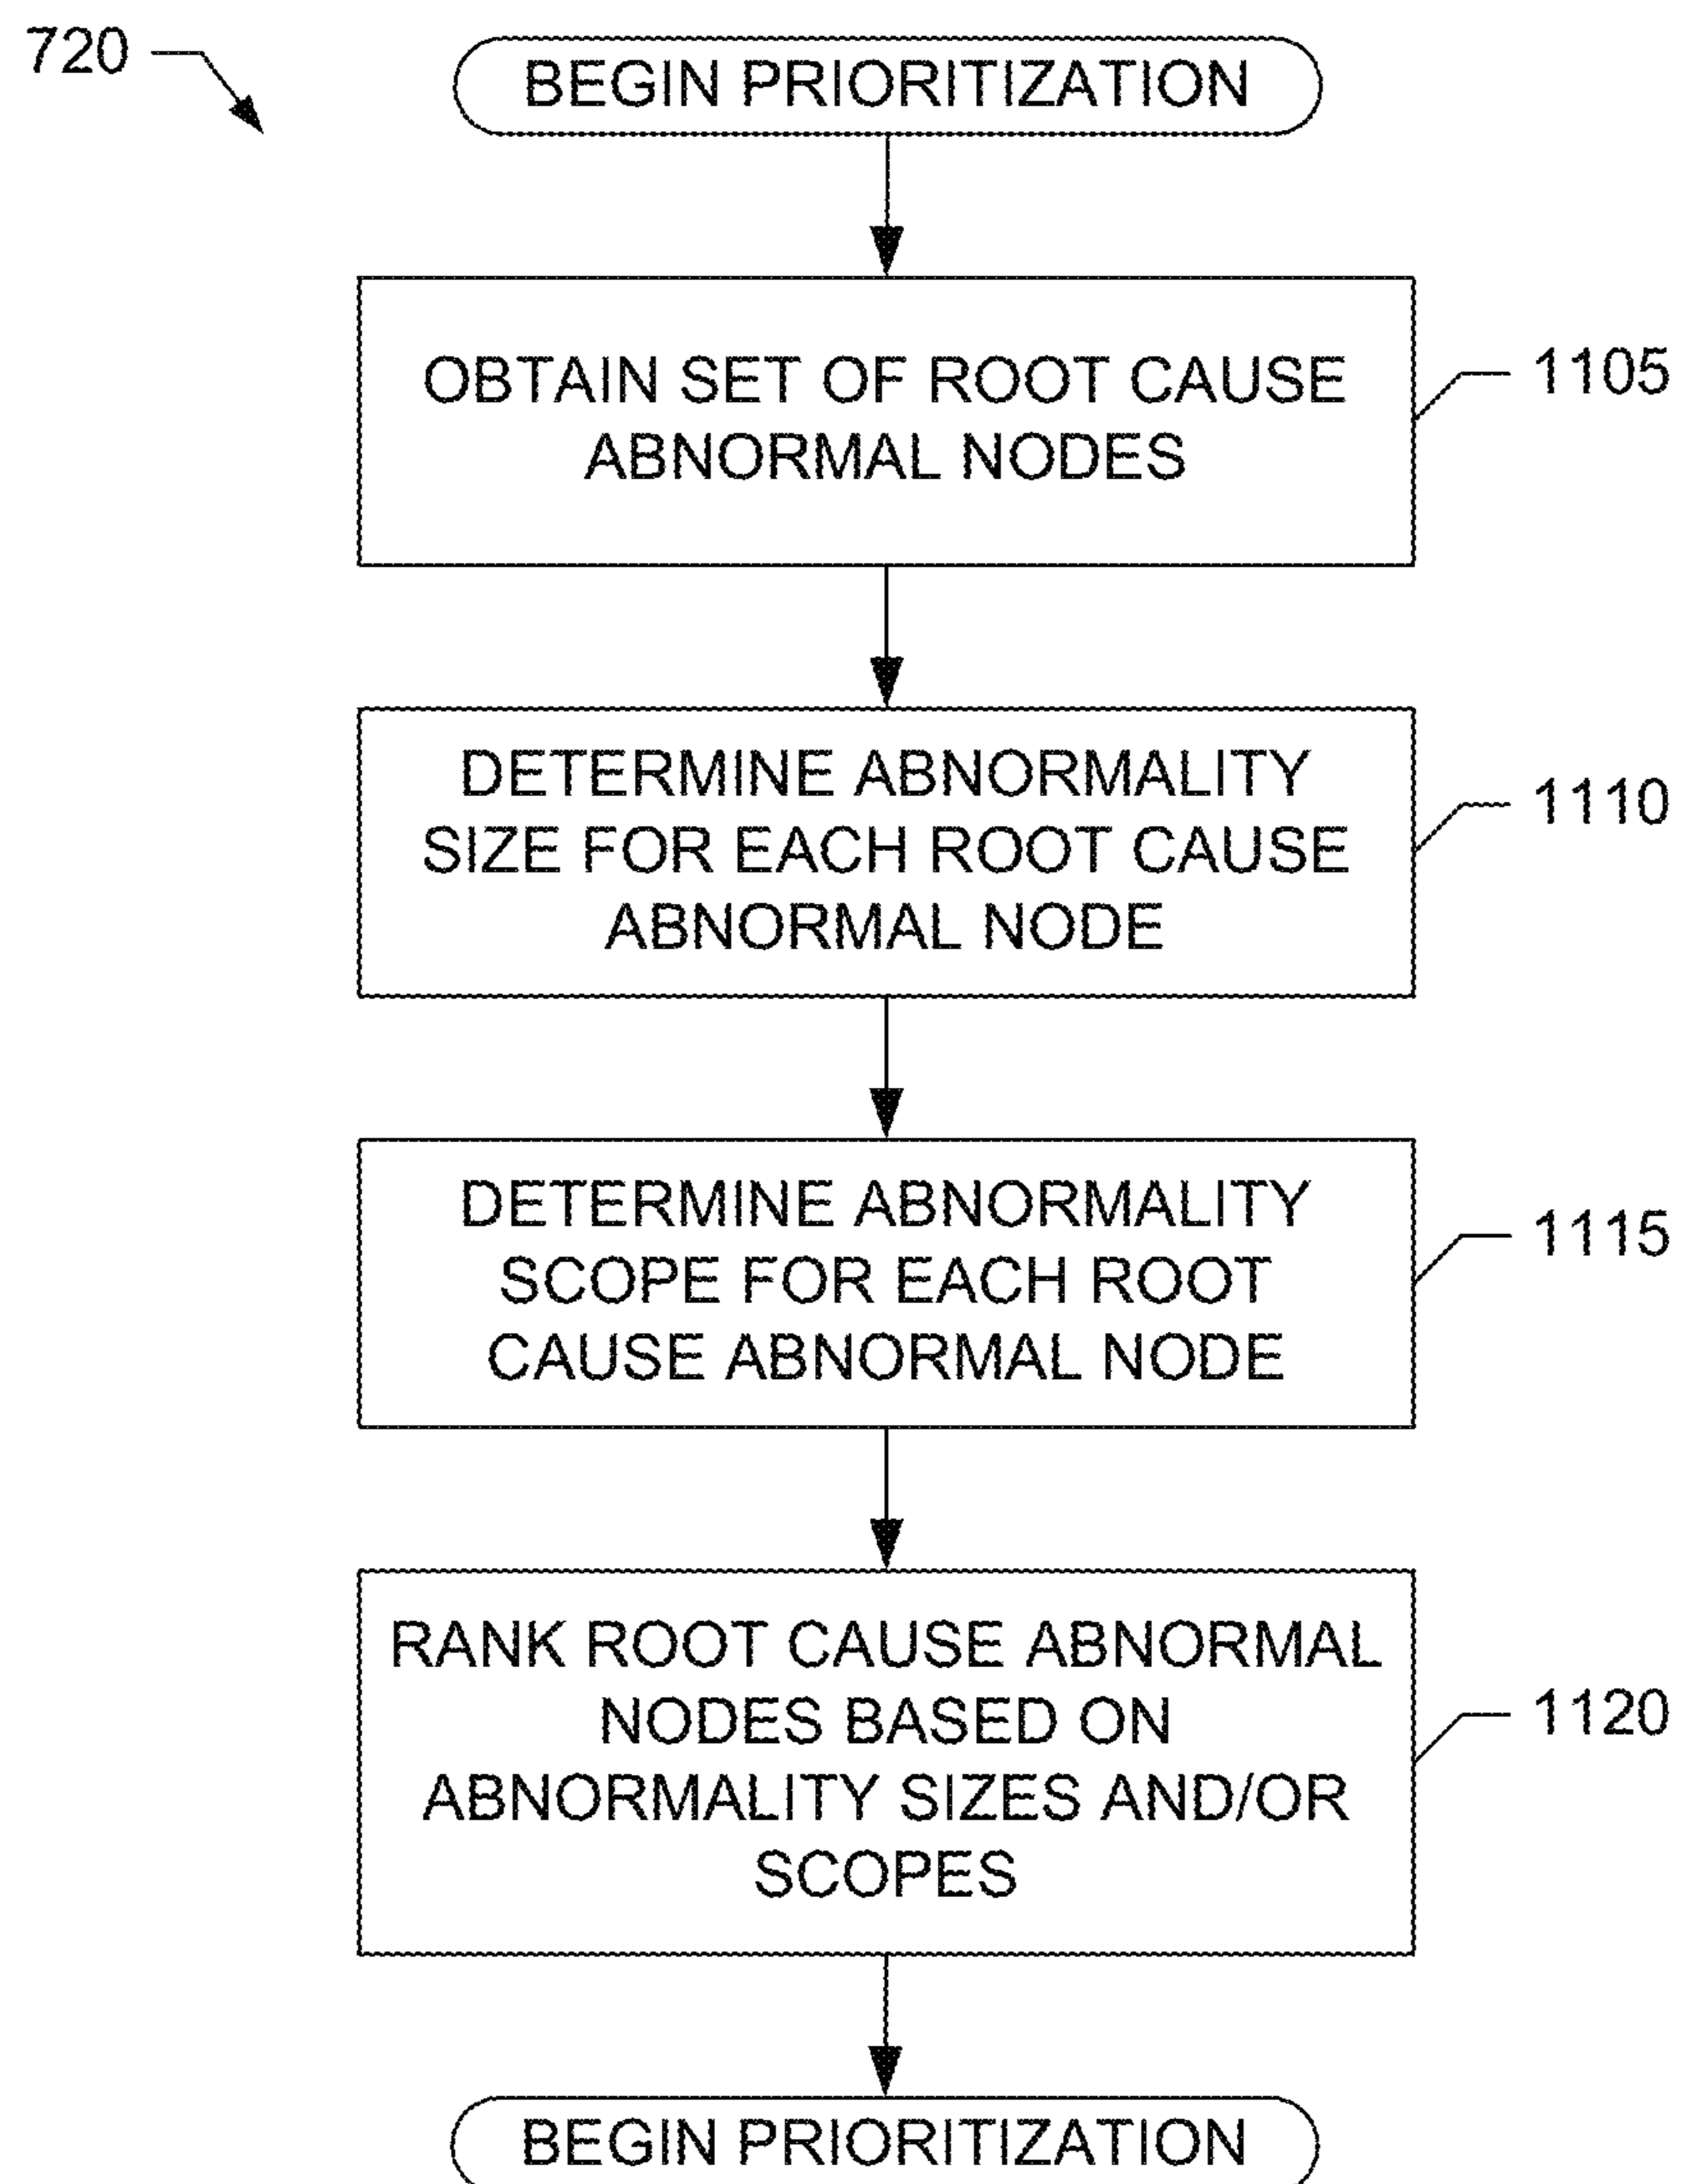 720
BEGIN PRIORITIZATION
OBTAIN SET OF ROOT CAUSE
ABNORMAL NODES
1105
DETERMINE ABNORMALITY
SIZE FOR EACH ROOT CAUSE
ABNORMAL NODE
1110
DETERMINE ABNORMALITY
SCOPE FOR EACH ROOT
CAUSE ABNORMAL NODE
1115
RANK ROOT CAUSE ABNORMAL
NODES BASED ON
ABNORMALITY SIZES AND/OR
SCOPES
1120
BEGIN PRIORITIZATION